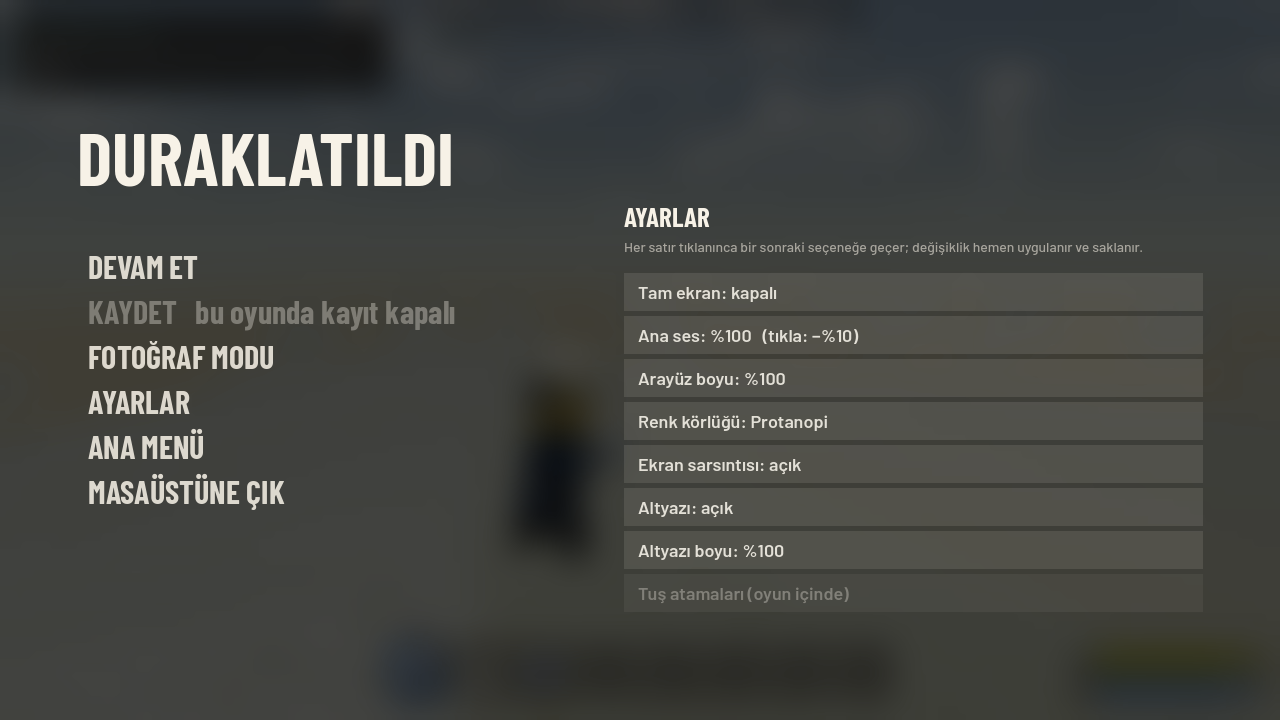 DURAKLATILDI
DEVAM ET
KAYDET bu oyunda kayıt kapalı
FOTOĞRAF MODU
AYARLAR
ANA MENÜ
MASAÜSTÜNE ÇIK
AYARLAR
Her satır tıklanınca bir sonraki seçeneğe geçer; değişiklik hemen uygulanır ve saklanır.
Tam ekran: kapalı
Ana ses: %100 (tıkla: −%10)
Arayüz boyu: %100
Renk körlüğü: Protanopi
Ekran sarsıntısı: açık
Altyazı: açık
Altyazı boyu: %100
Tuş atamaları (oyun içinde)